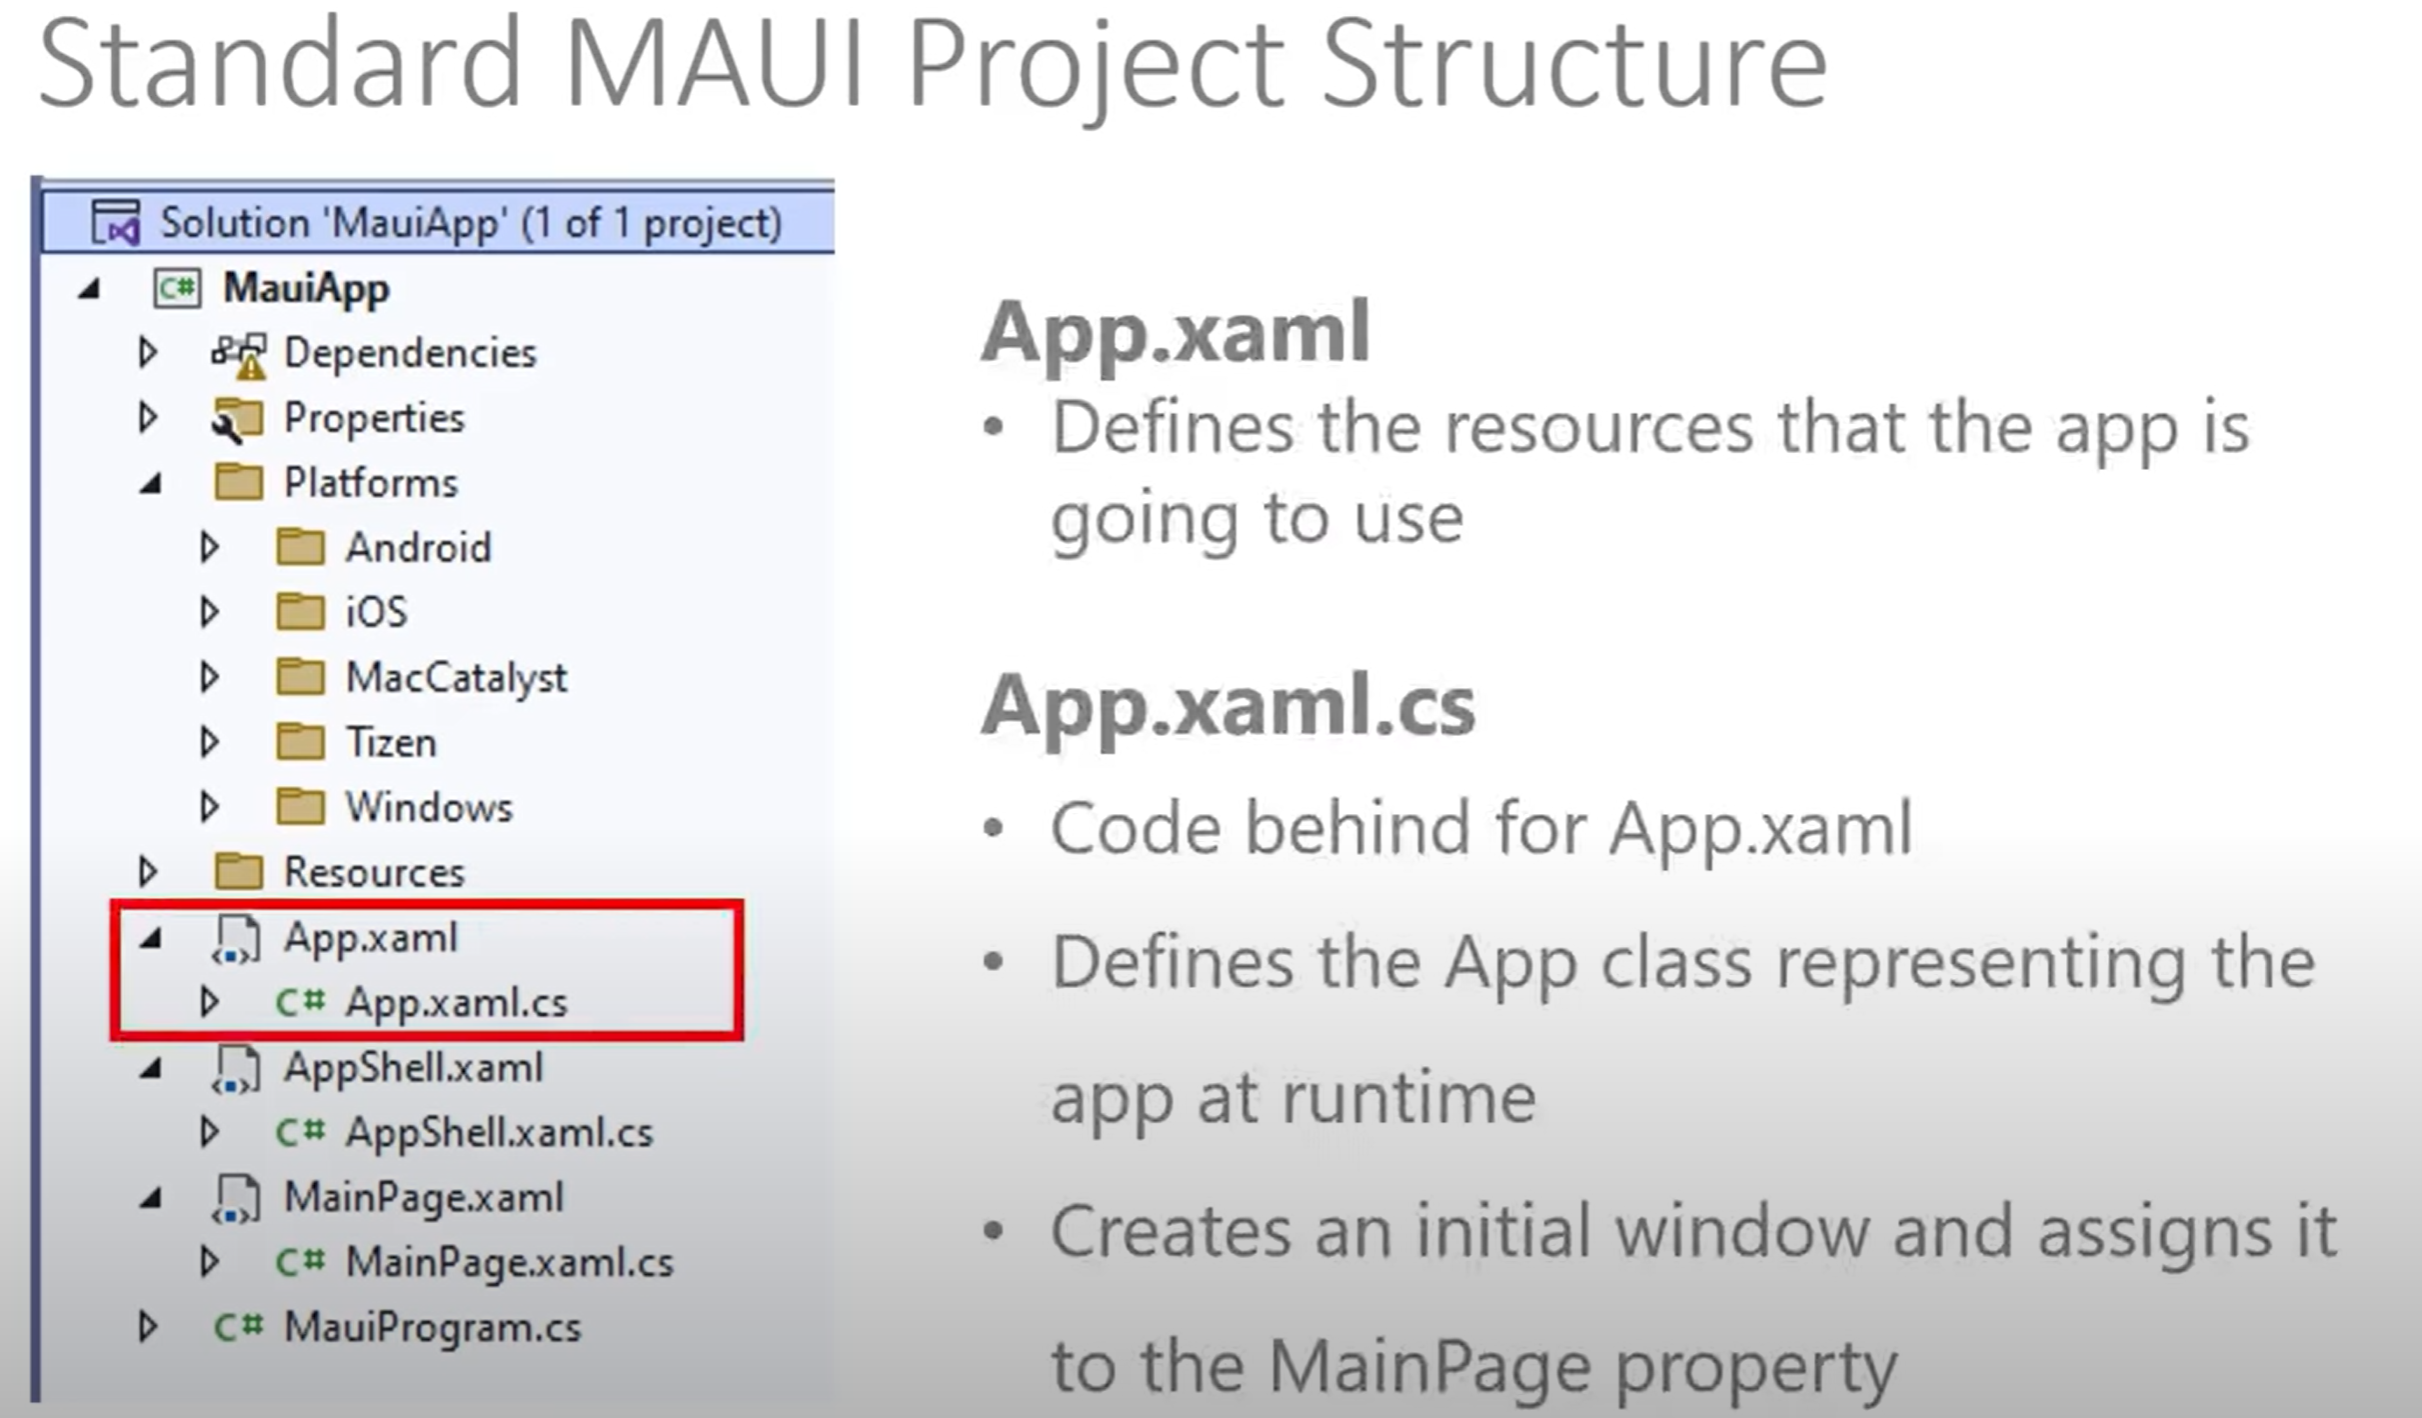 Standard MAUI Project Structure
Solution 'MauiApp' (1 of 1 project)
C# MauiApp
Dependencies
Properties
Platforms
Android
iOS
MacCatalyst
Tizen
Windows
Resources
App.xaml
C# App.xaml.cs
AppShell.xaml
C# AppShell.xaml.cs
MainPage.xaml
C# MainPage.xaml.cs
C# MauiProgram.cs
App.xaml
• Defines the resources that the app is
going to use
App.xaml.cs
• Code behind for App.xaml
• Defines the App class representing the
app at runtime
• Creates an initial window and assigns it
to the MainPage property